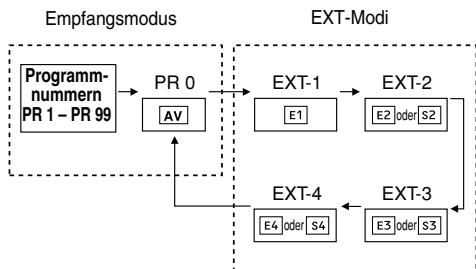 Empfangsmodus
EXT-Modi
Programm-
nummern
PR 1 – PR 99
PR 0
AV
EXT-1
E1
EXT-2
E2 oder S2
EXT-4
E4 oder S4
EXT-3
E3 oder S3